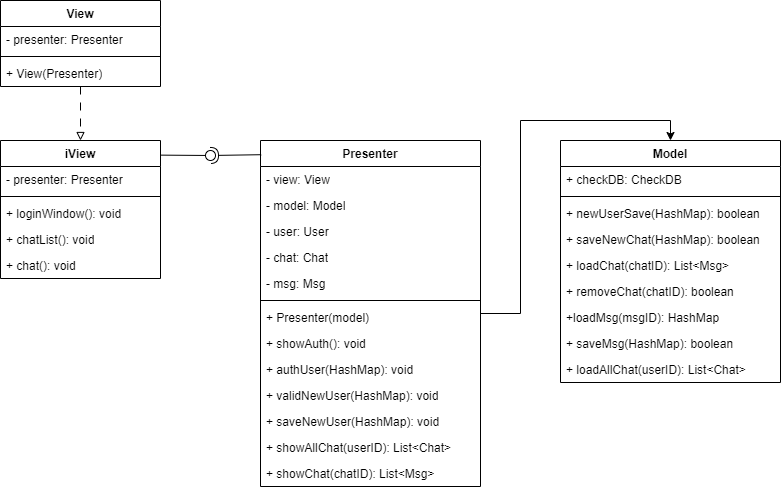 View
- presenter: Presenter
+ View(Presenter)
iView
- presenter: Presenter
+ loginWindow(): void
+ chatList(): void
+ chat(): void
Presenter
- view: View
- model: Model
- user: User
- chat: Chat
- msg: Msg
+ Presenter(model)
+ showAuth(): void
+ authUser(HashMap): void
+ validNewUser(HashMap): void
+ saveNewUser(HashMap): void
+ showAllChat(userID): List<Chat>
+ showChat(chatID): List<Msg>
Model
+ checkDB: CheckDB
+ newUserSave(HashMap): boolean
+ saveNewChat(HashMap): boolean
+ loadChat(chatID): List<Msg>
+ removeChat(chatID): boolean
+loadMsg(msgID): HashMap
+ saveMsg(HashMap): boolean
+ loadAllChat(userID): List<Chat>